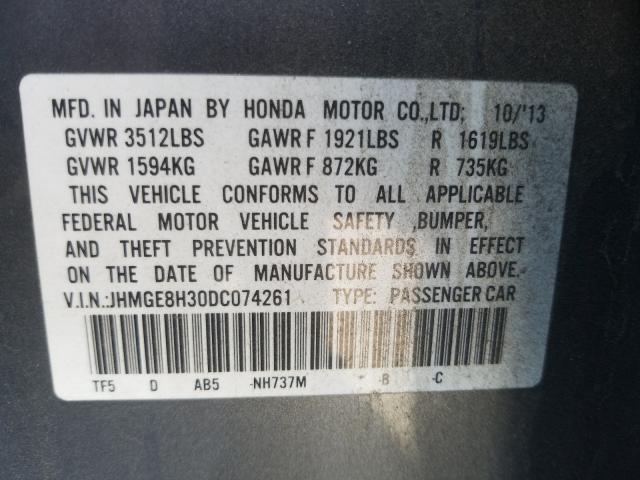 MFD. IN JAPAN BY HONDA MOTOR CO.,LTD; 10/'13
GVWR 3512LBS GAWR F 1921LBS R 1619LBS
GVWR 1594KG GAWR F 872KG R 735KG
THIS VEHICLE CONFORMS TO ALL APPLICABLE
FEDERAL MOTOR VEHICLE SAFETY ,BUMPER,
AND THEFT PREVENTION STANDARDS IN EFFECT
ON THE DATE OF MANUFACTURE SHOWN ABOVE.
V.I.N.:JHMGE8H30DC074261 TYPE: PASSENGER CAR
TF5 D AB5 -NH737M -B -C